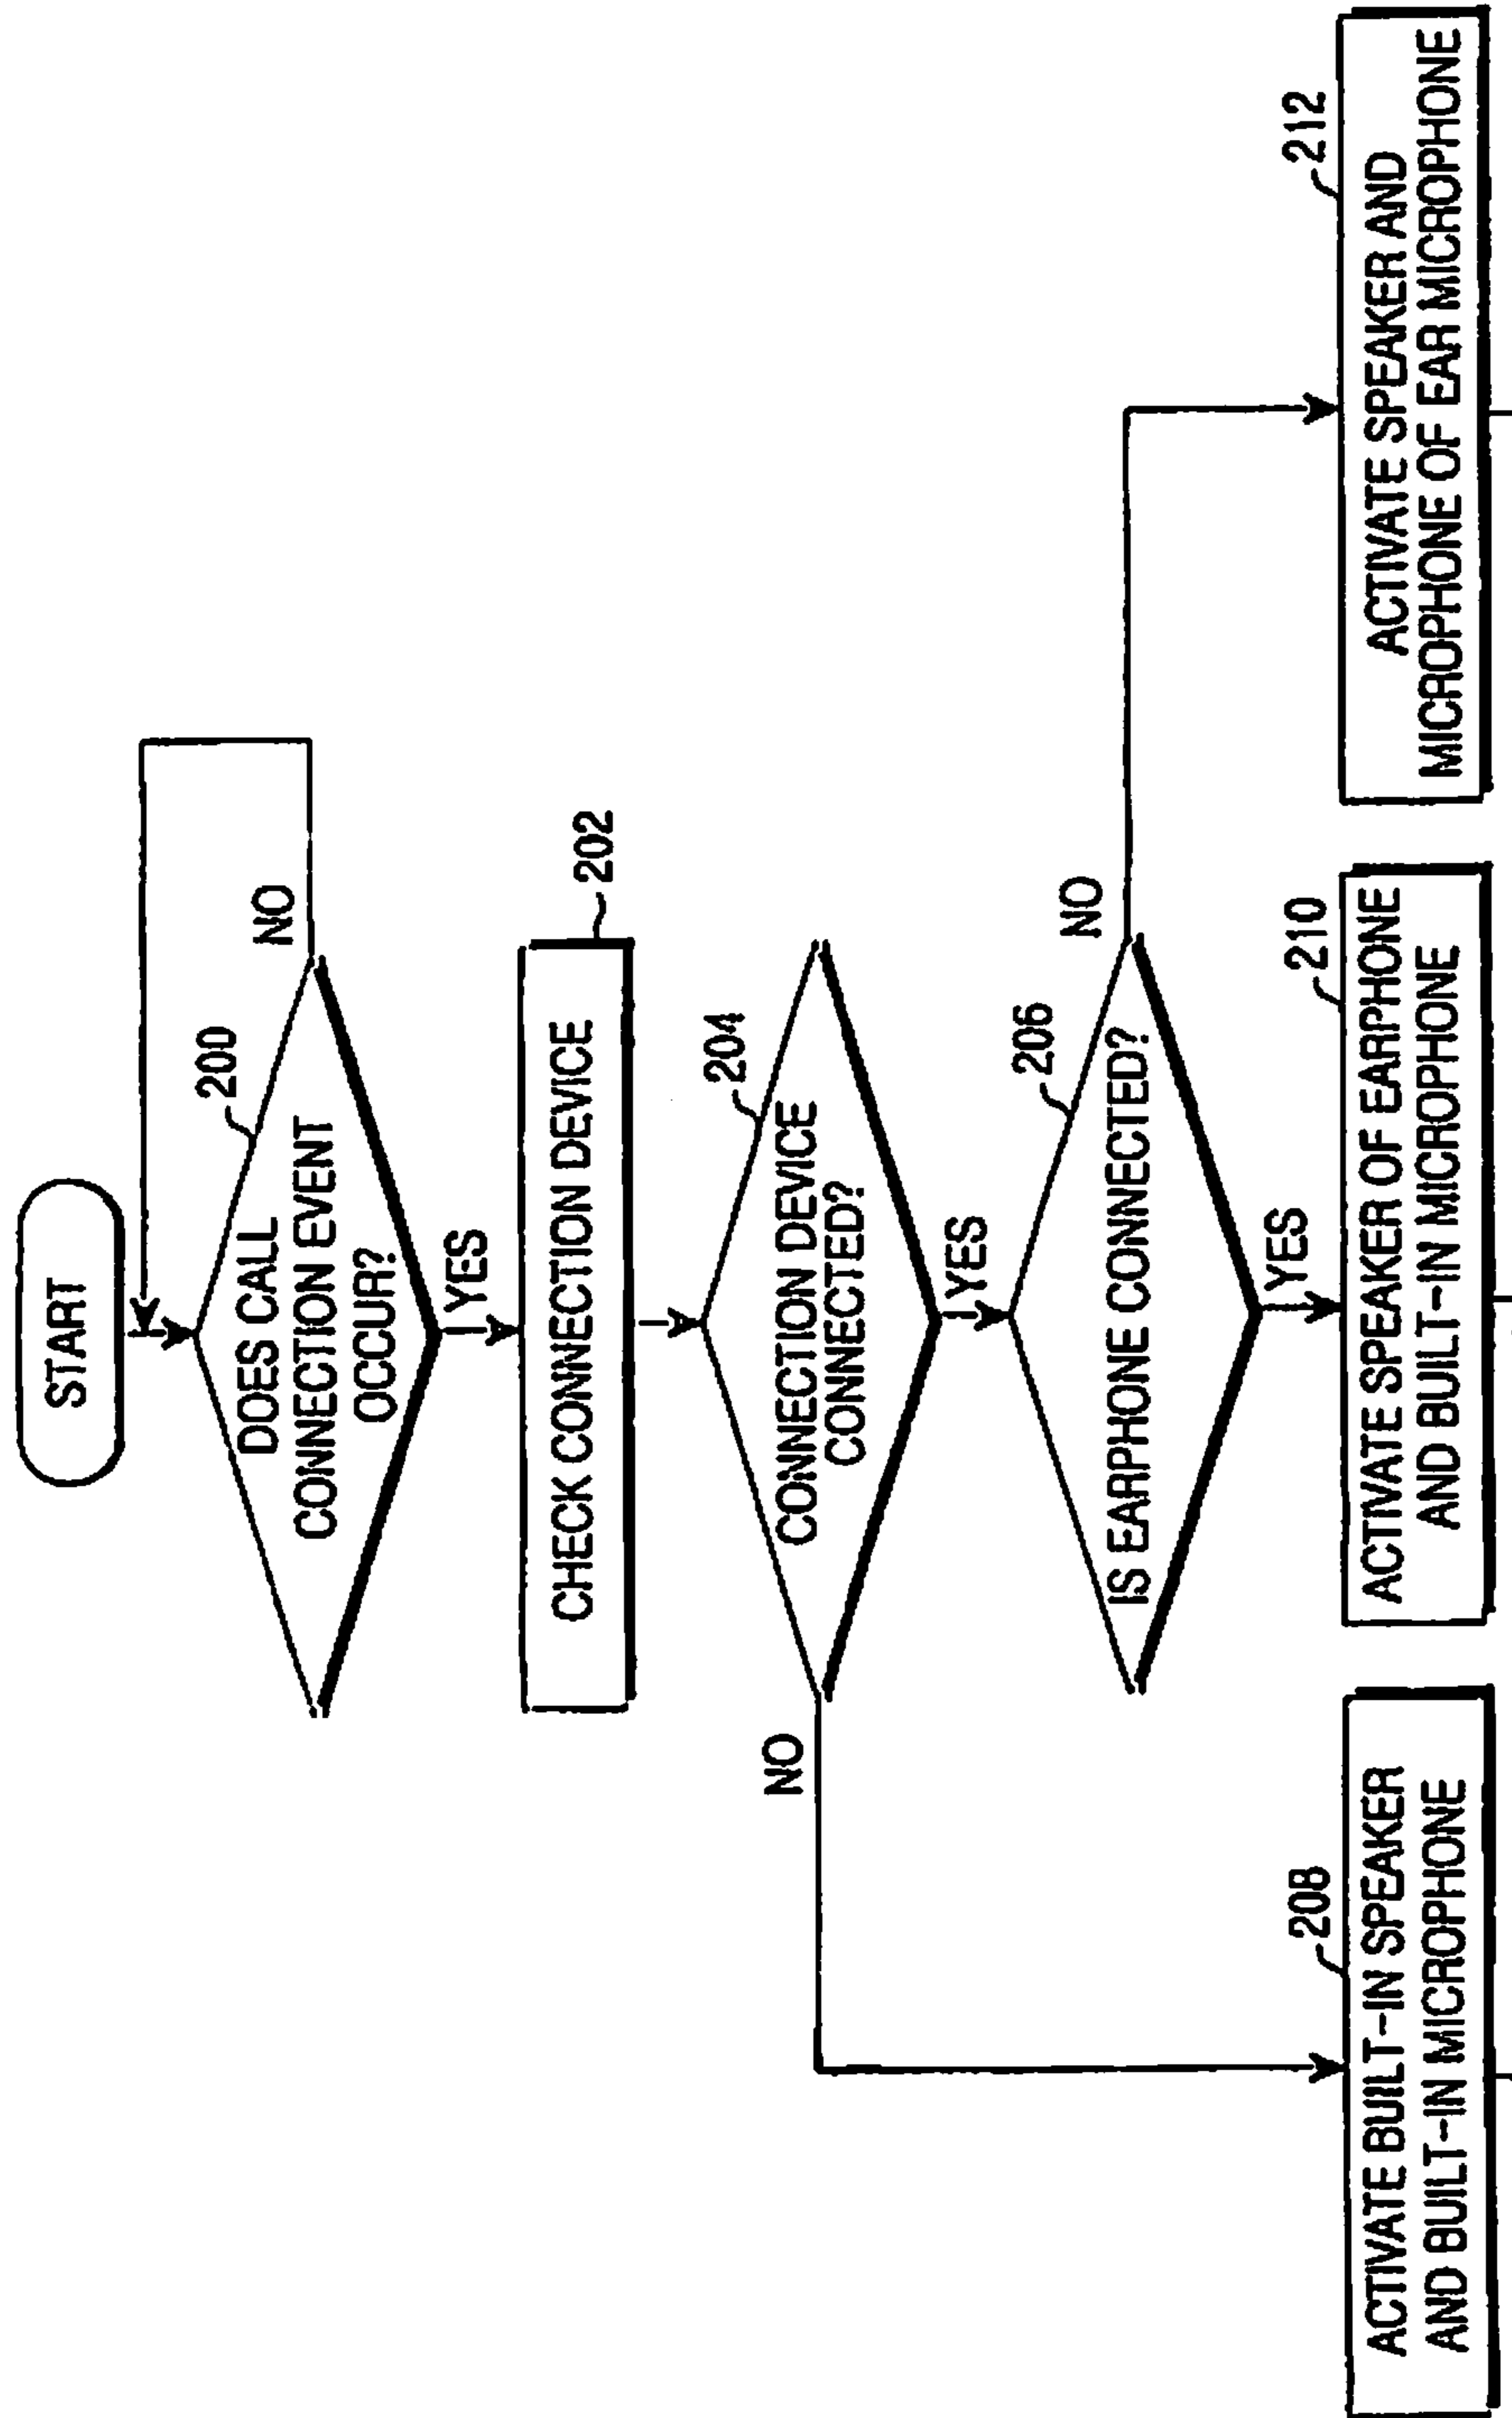 START
200
DOES CALL
CONNECTION EVENT
OCCUR?
NO
YES
202
CHECK CONNECTION DEVICE
204
CONNECTION DEVICE
CONNECTED?
NO
YES
206
IS EARPHONE CONNECTED?
NO
YES
208
ACTIVATE BUILT-IN SPEAKER
AND BUILT-IN MICROPHONE
210
ACTIVATE SPEAKER OF EARPHONE
AND BUILT-IN MICROPHONE
212
ACTIVATE SPEAKER AND
MICROPHONE OF EAR MICROPHONE